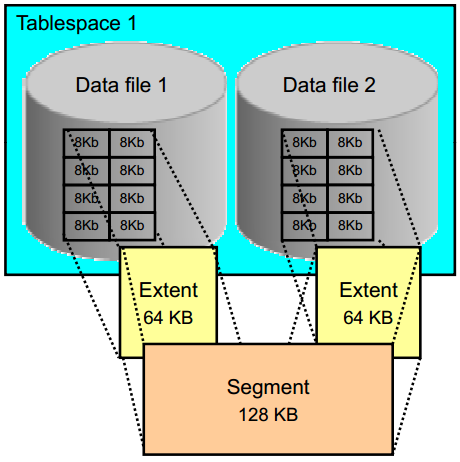 Tablespace 1
Data file 1 Data file 2
8Kb 8Kb 8Kb 8Kb
8Kb 8Kb 8Kb 8Kb
8Kb 8Kb 8Kb 8Kb
8Kb 8Kb 8Kb 8Kb
Extent Extent
64 KB 64 KB
Segment
128 KB